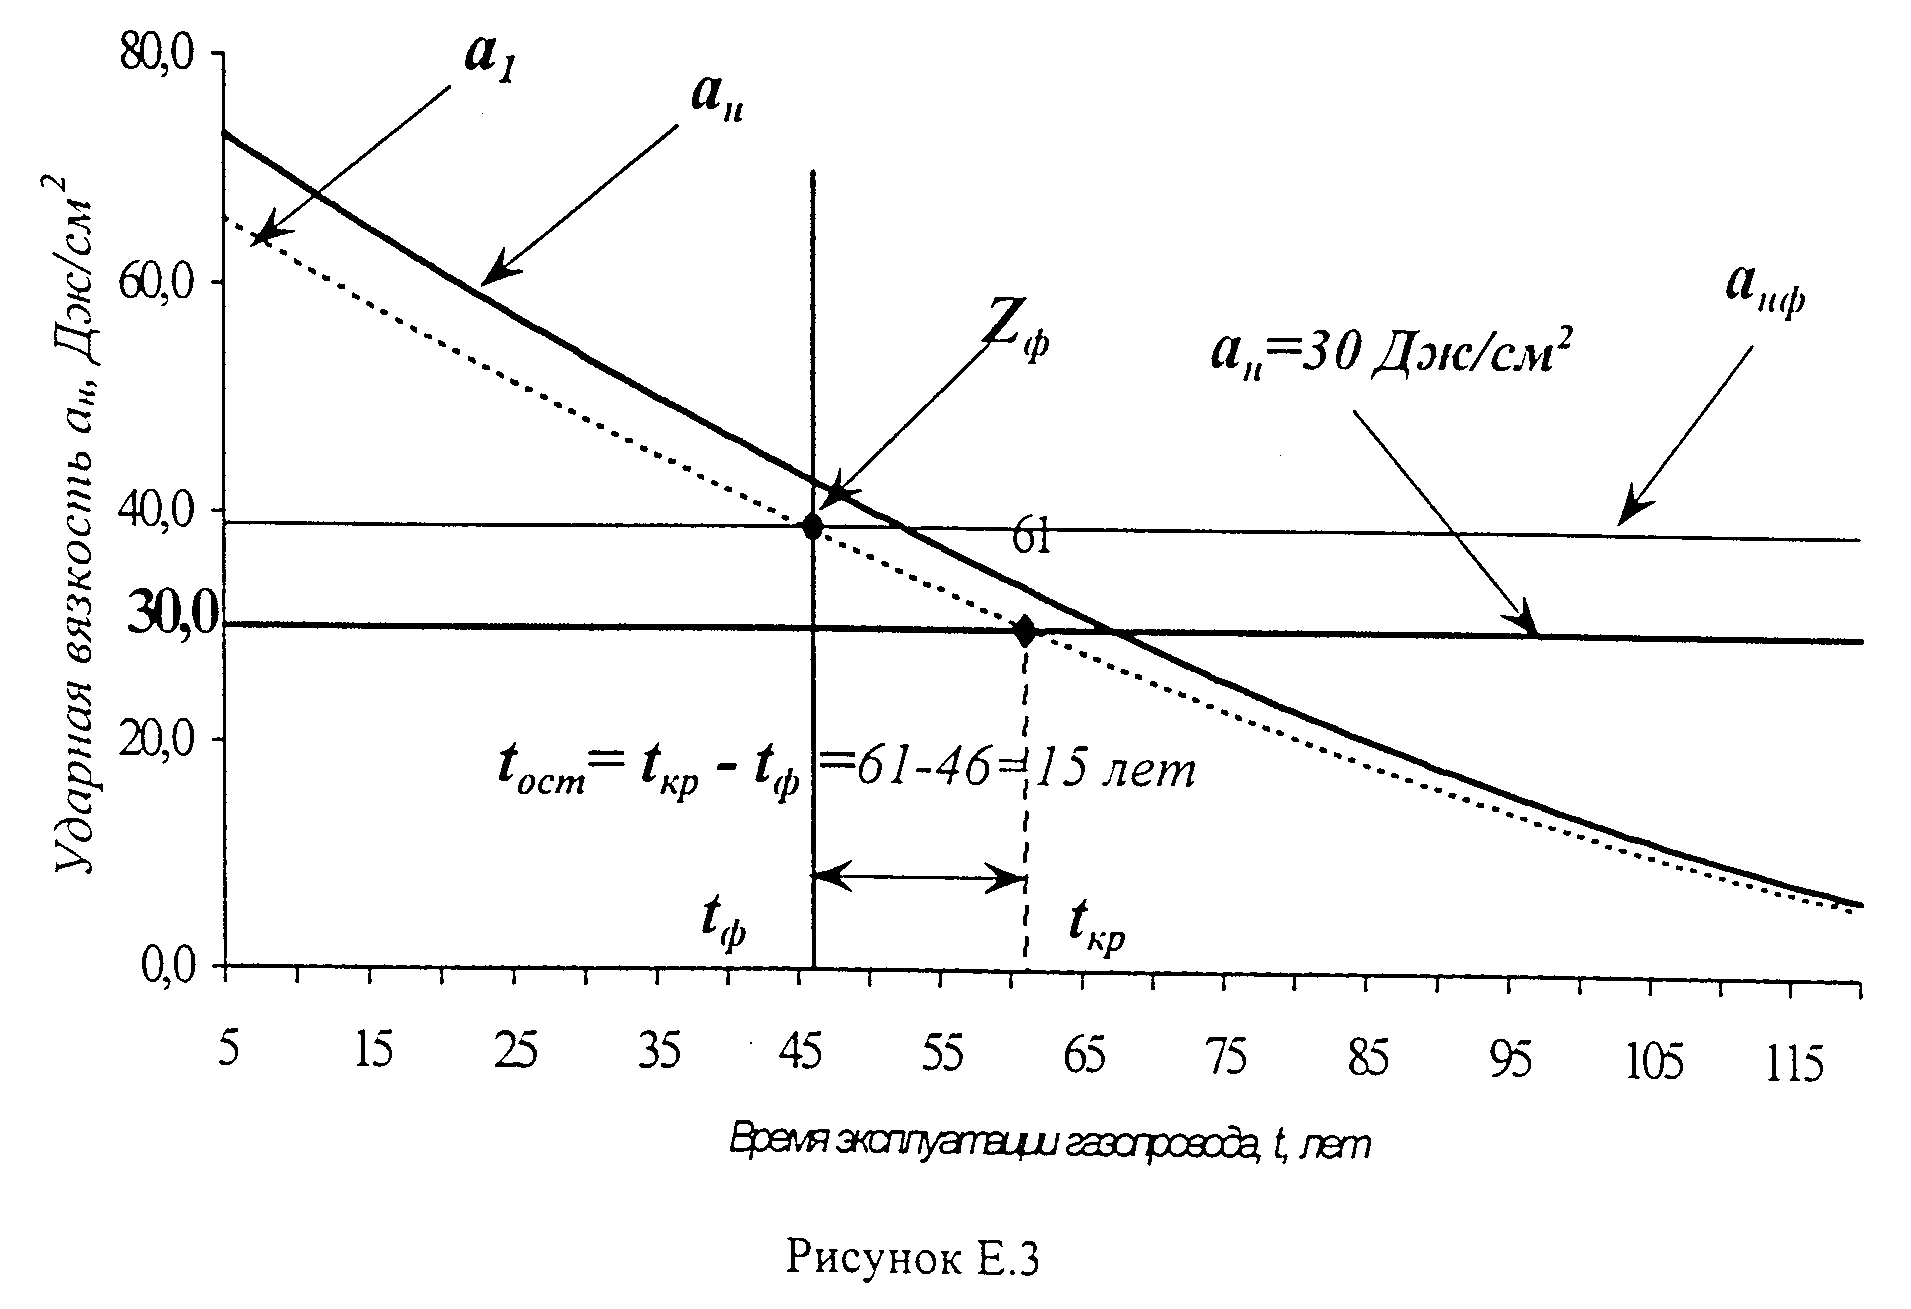 80,0
60,0
40,0
30,0
20,0
0,0
Ударная вязкость aн, Дж/см²
a1
aн
Zф
aн=30 Дж/см²
aнф
61
tост= tкр - tф =61-46=15 лет
tф
tкр
5 15 25 35 45 55 65 75 85 95 105 115
Время эксплуатации газопровода, t, лет
Рисунок Е.3